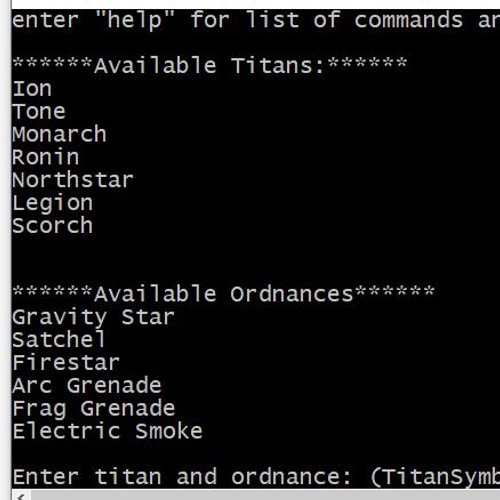 enter "help" for list of commands an
******Available Titans:******
Ion
Tone
Monarch
Ronin
Northstar
Legion
Scorch
******Available Ordnances******
Gravity Star
Satchel
Firestar
Arc Grenade
Frag Grenade
Electric Smoke
Enter titan and ordnance: (TitanSymb